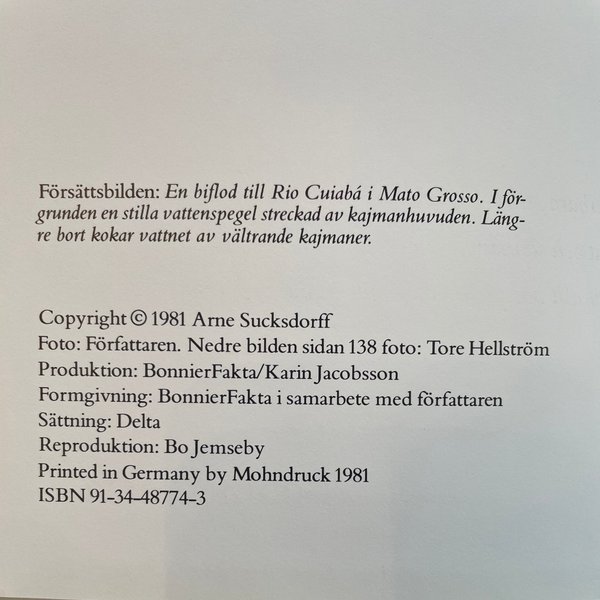 Försättsbilden: En biflod till Rio Cuiabá i Mato Grosso. I för-
grunden en stilla vattenspegel streckad av kajmanhuvuden. Läng-
re bort kokar vattnet av vältrande kajmaner.
Copyright © 1981 Arne Sucksdorff
Foto: Författaren. Nedre bilden sidan 138 foto: Tore Hellström
Produktion: BonnierFakta/Karin Jacobsson
Formgivning: BonnierFakta i samarbete med författaren
Sättning: Delta
Reproduktion: Bo Jemseby
Printed in Germany by Mohndruck 1981
ISBN 91-34-48774-3